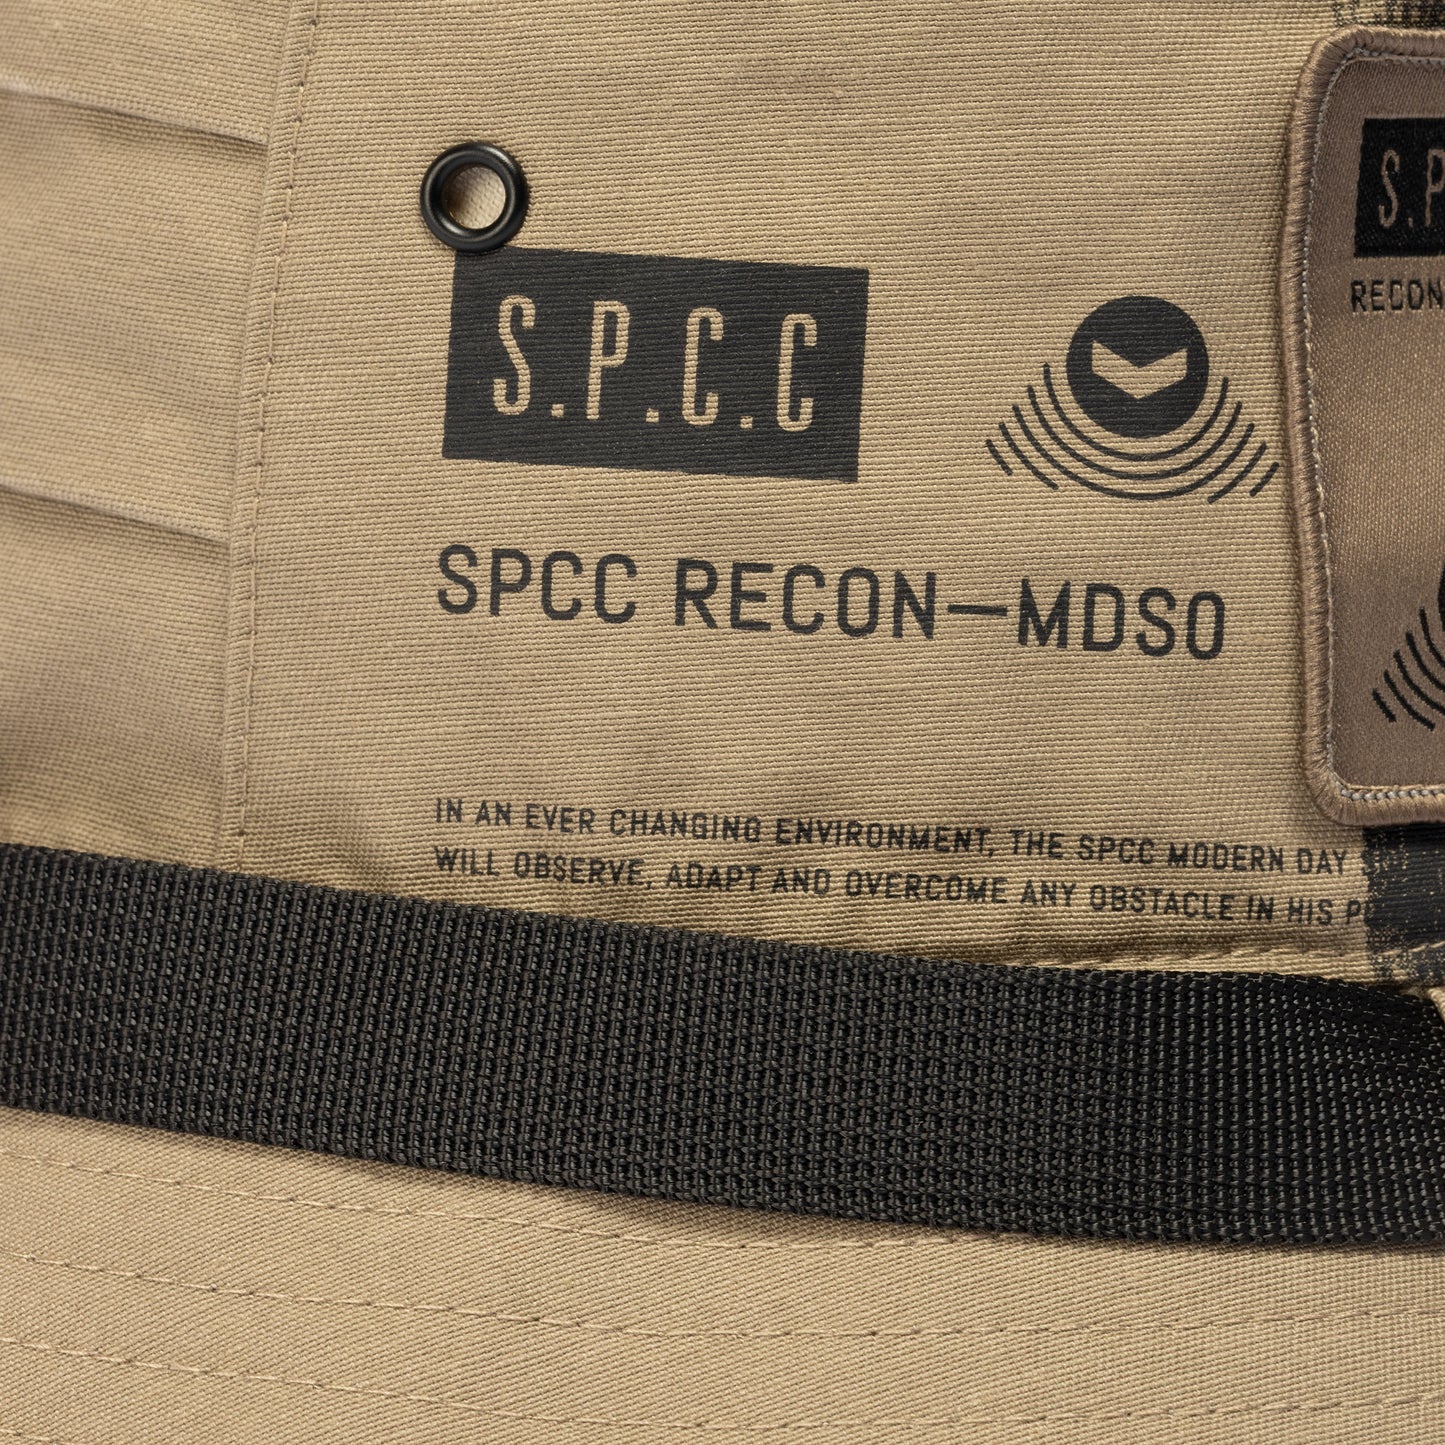 S.P.C.C
SPCC RECON—MDSO
IN AN EVER CHANGING ENVIRONMENT, THE SPCC MODERN DAY
WILL OBSERVE, ADAPT AND OVERCOME ANY OBSTACLE IN HIS
S.P
RECON